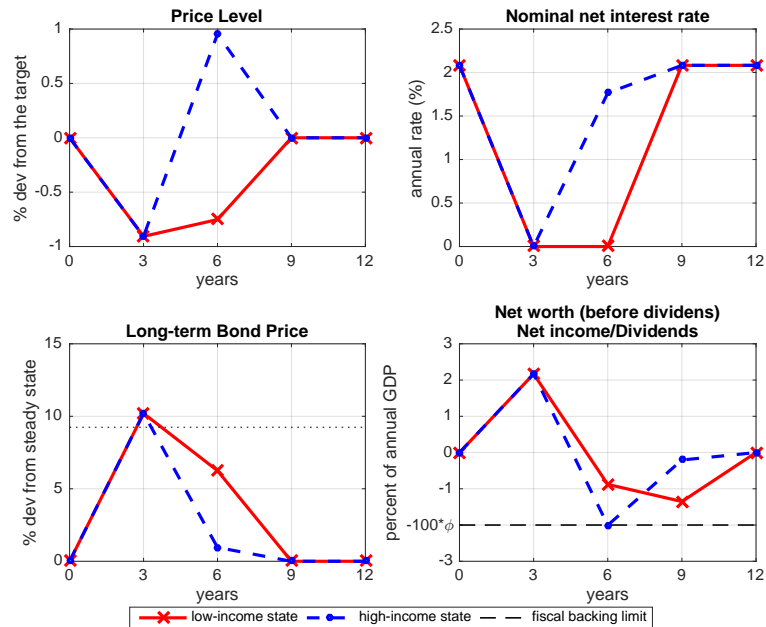 Price Level
% dev from the target
1
0.5
0
-0.5
-1
0 3 6 9 12
years
Nominal net interest rate
annual rate (%)
2.5
2
1.5
1
0.5
0
0 3 6 9 12
years
Long-term Bond Price
% dev from steady state
15
10
5
0
0 3 6 9 12
years
Net worth (before dividens)
Net income/Dividends
percent of annual GDP
3
2
1
0
-1
-100*ϕ
-3
0 3 6 9 12
years
low-income state high-income state fiscal backing limit